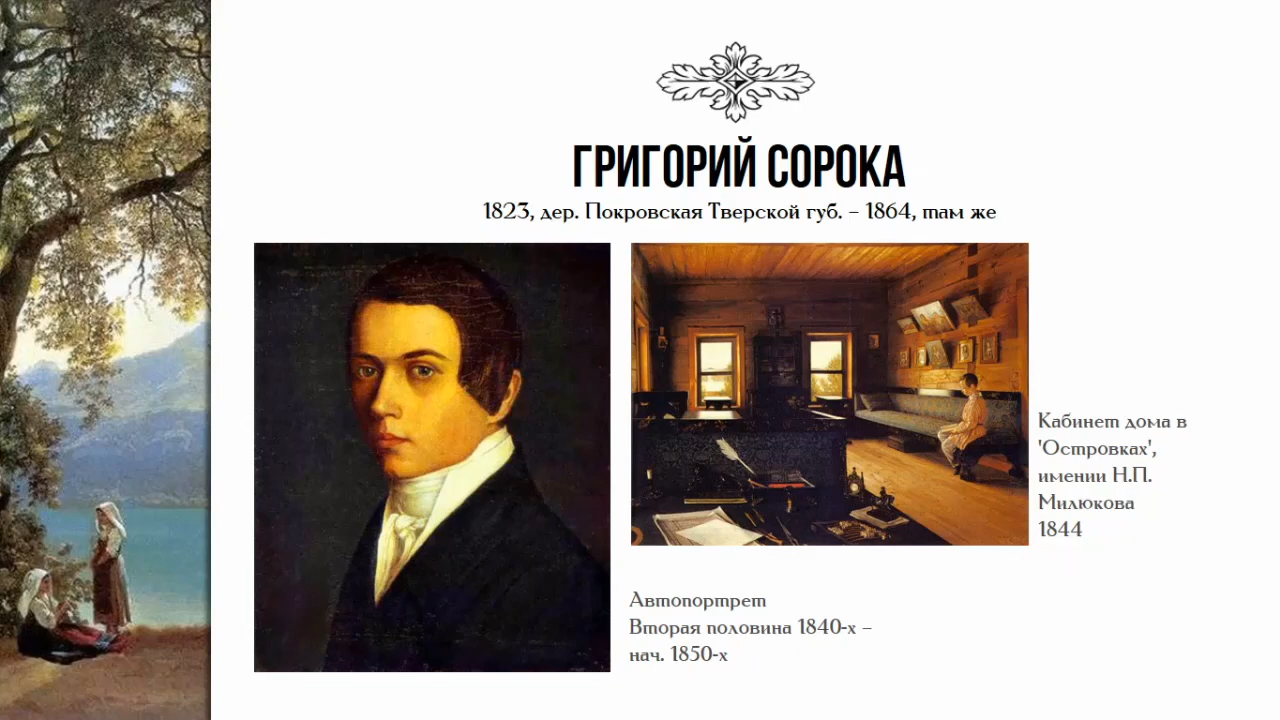 ГРИГОРИЙ СОРОКА
1823, дер. Покровская Тверской губ. – 1864, там же
Кабинет дома в
'Островках',
имении Н.П.
Милюкова
1844
Автопортрет
Вторая половина 1840-х –
нач. 1850-х